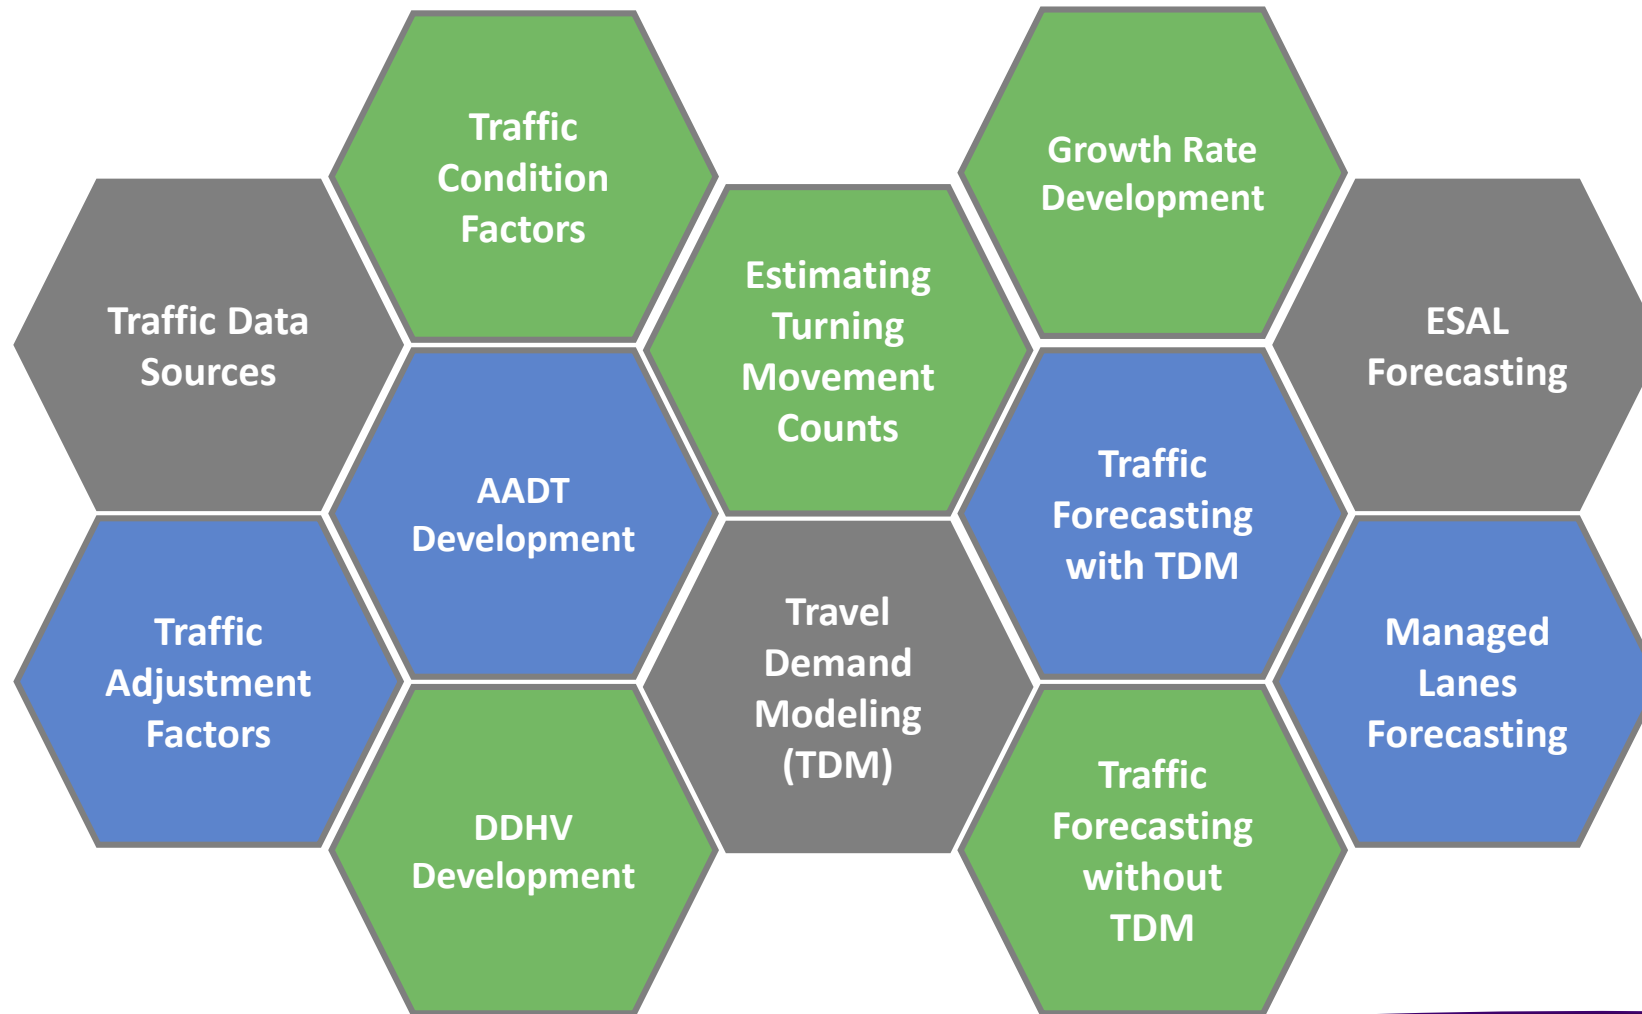 Traffic Data
Sources
Traffic
Adjustment
Factors
Traffic
Condition
Factors
AADT
Development
DDHV
Development
Estimating
Turning
Movement
Counts
Travel
Demand
Modeling
(TDM)
Growth Rate
Development
Traffic
Forecasting
with TDM
Traffic
Forecasting
without
TDM
ESAL
Forecasting
Managed
Lanes
Forecasting